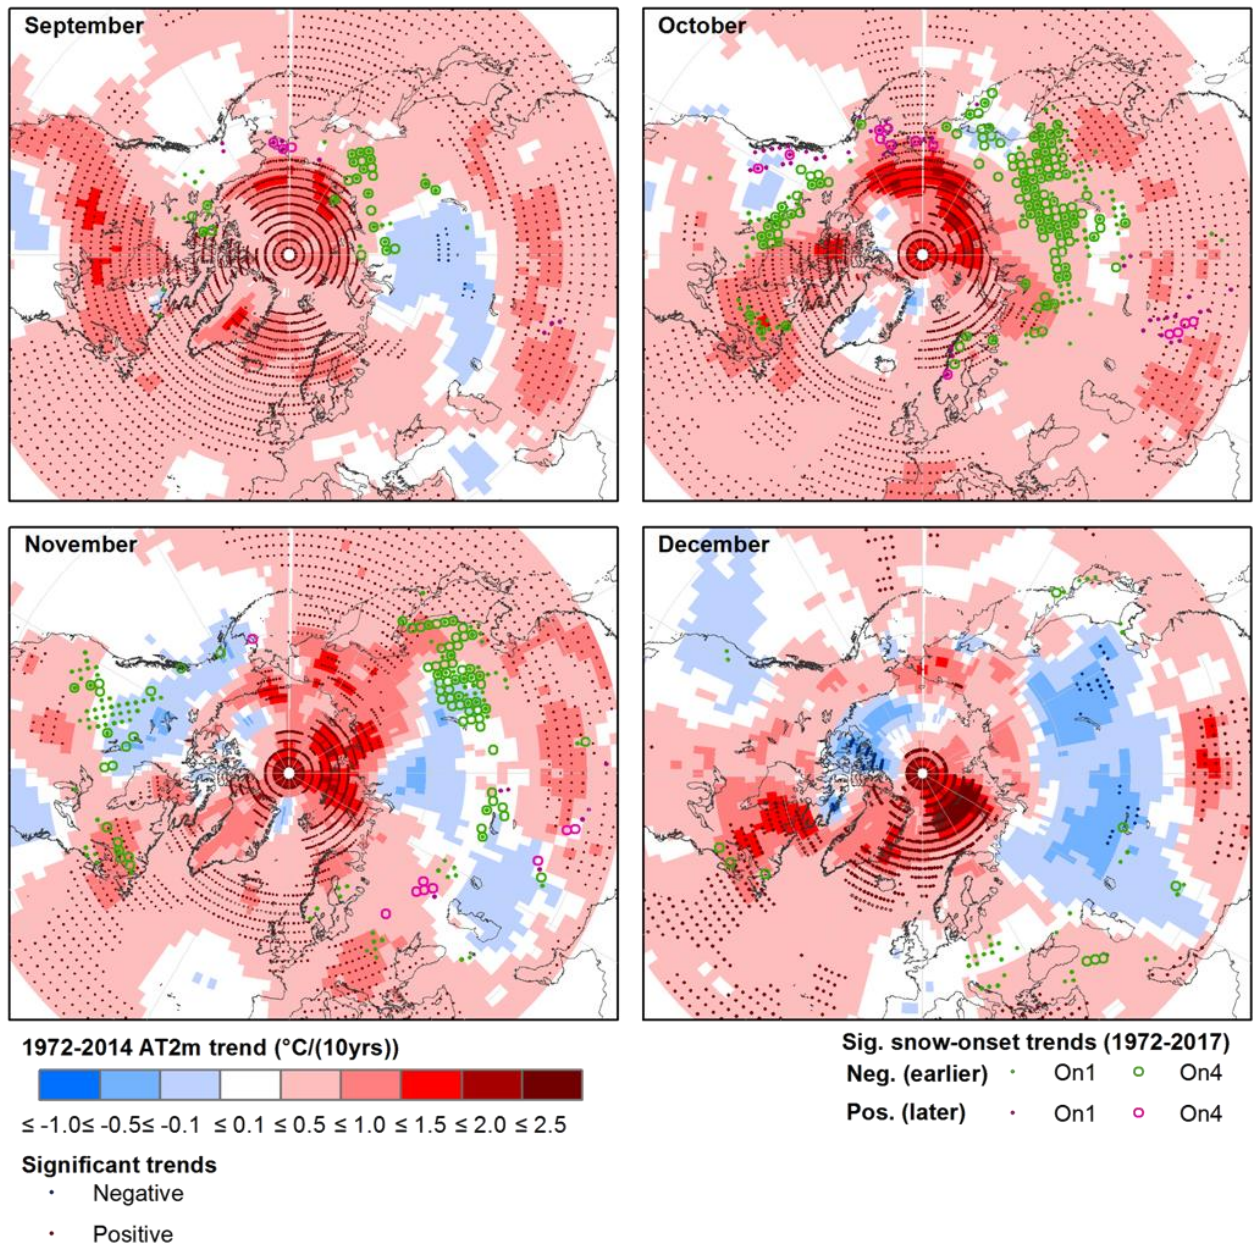 September
October
November
December
1972-2014 AT2m trend (°C/(10yrs))
≤ -1.0≤ -0.5≤ -0.1 ≤ 0.1 ≤ 0.5 ≤ 1.0 ≤ 1.5 ≤ 2.0 ≤ 2.5
Significant trends
Negative
Positive
Sig. snow-onset trends (1972-2017)
Neg. (earlier) On1 On4
Pos. (later) On1 On4